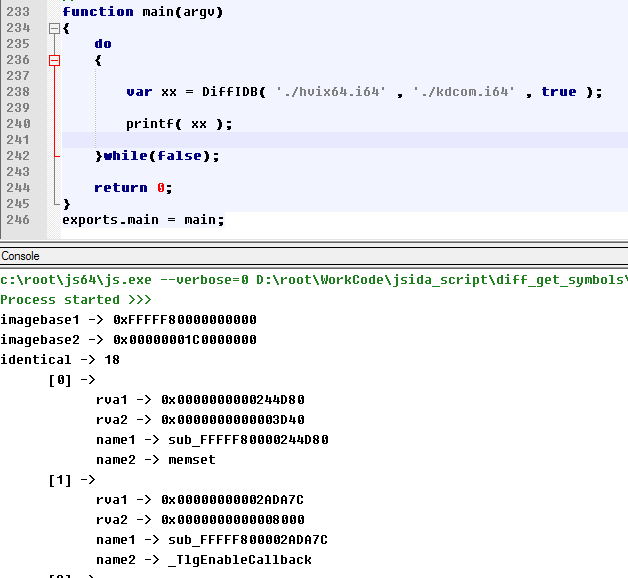 233 function main(argv)
234 {
235 do
236 {
237
238 var xx = DiffIDB( './hvix64.i64' , './kdcom.i64' , true );
239
240 printf( xx );
241
242 }while(false);
243
244 return 0;
245 }
246 exports.main = main;
Console
c:\root\js64\js.exe --verbose=0 D:\root\WorkCode\jsida_script\diff_get_symbols\
Process started >>>
imagebase1 -> 0xFFFFF80000000000
imagebase2 -> 0x00000001C0000000
identical -> 18
[0] ->
rva1 -> 0x0000000000244D80
rva2 -> 0x0000000000003D40
name1 -> sub_FFFFF80000244D80
name2 -> memset
[1] ->
rva1 -> 0x00000000002ADA7C
rva2 -> 0x0000000000008000
name1 -> sub_FFFFF800002ADA7C
name2 -> _TlgEnableCallback